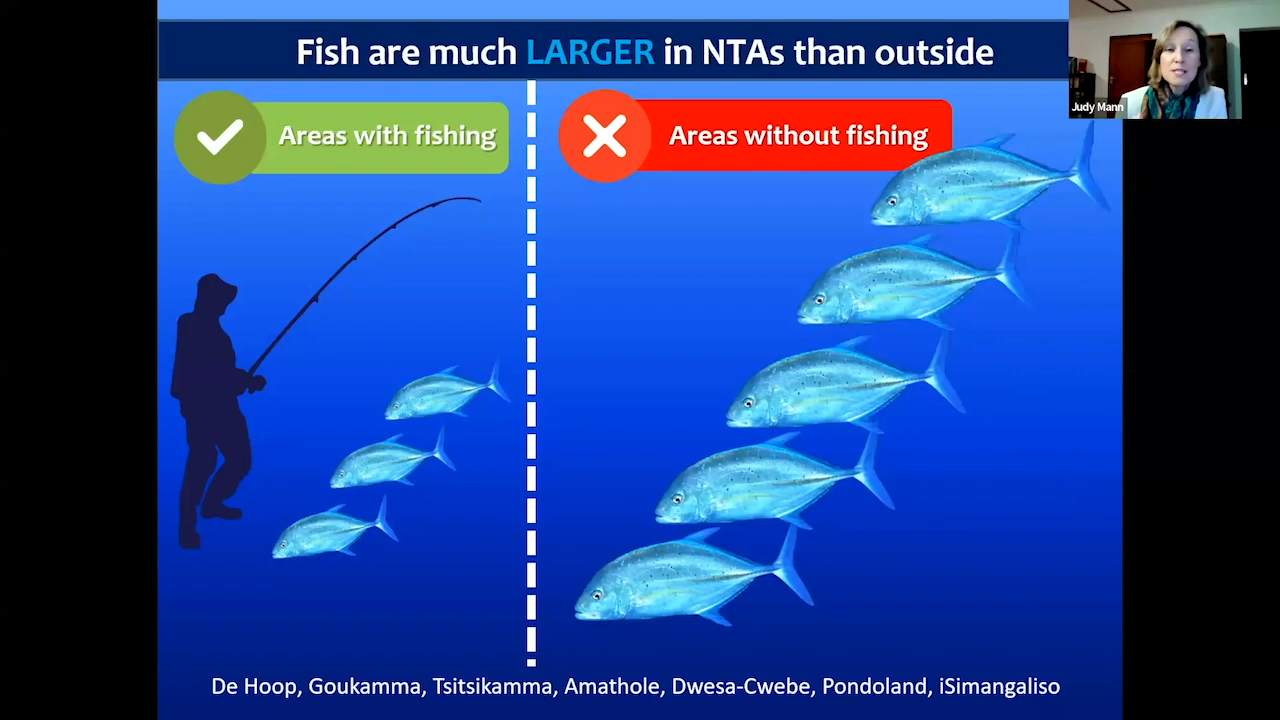 Fish are much LARGER in NTAs than outside
Judy Mann
Areas with fishing
Areas without fishing
De Hoop, Goukamma, Tsitsikamma, Amathole, Dwesa-Cwebe, Pondoland, iSimangaliso